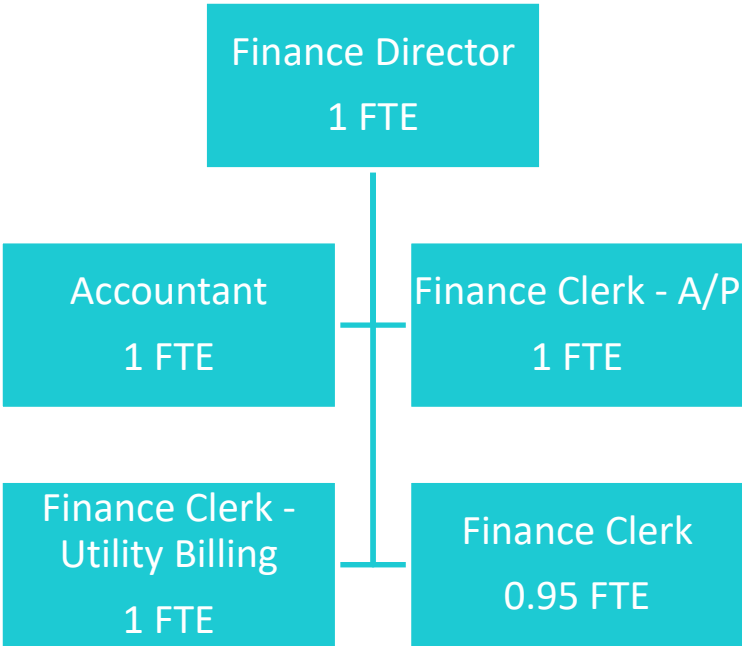 Finance Director
1 FTE
Accountant
1 FTE
Finance Clerk - A/P
1 FTE
Finance Clerk -
Utility Billing
1 FTE
Finance Clerk
0.95 FTE